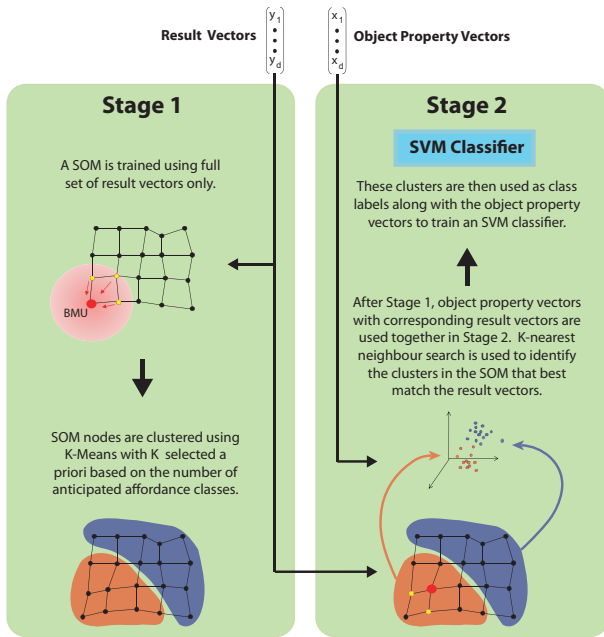 Result Vectors
y1
yd
x1
xd
Object Property Vectors
Stage 1
A SOM is trained using full
set of result vectors only.
BMU
SOM nodes are clustered using
K-Means with K selected a
priori based on the number of
anticipated affordance classes.
Stage 2
SVM Classifier
These clusters are then used as class
labels along with the object property
vectors to train an SVM classifier.
After Stage 1, object property vectors
with corresponding result vectors are
used together in Stage 2. K-nearest
neighbour search is used to identify
the clusters in the SOM that best
match the result vectors.